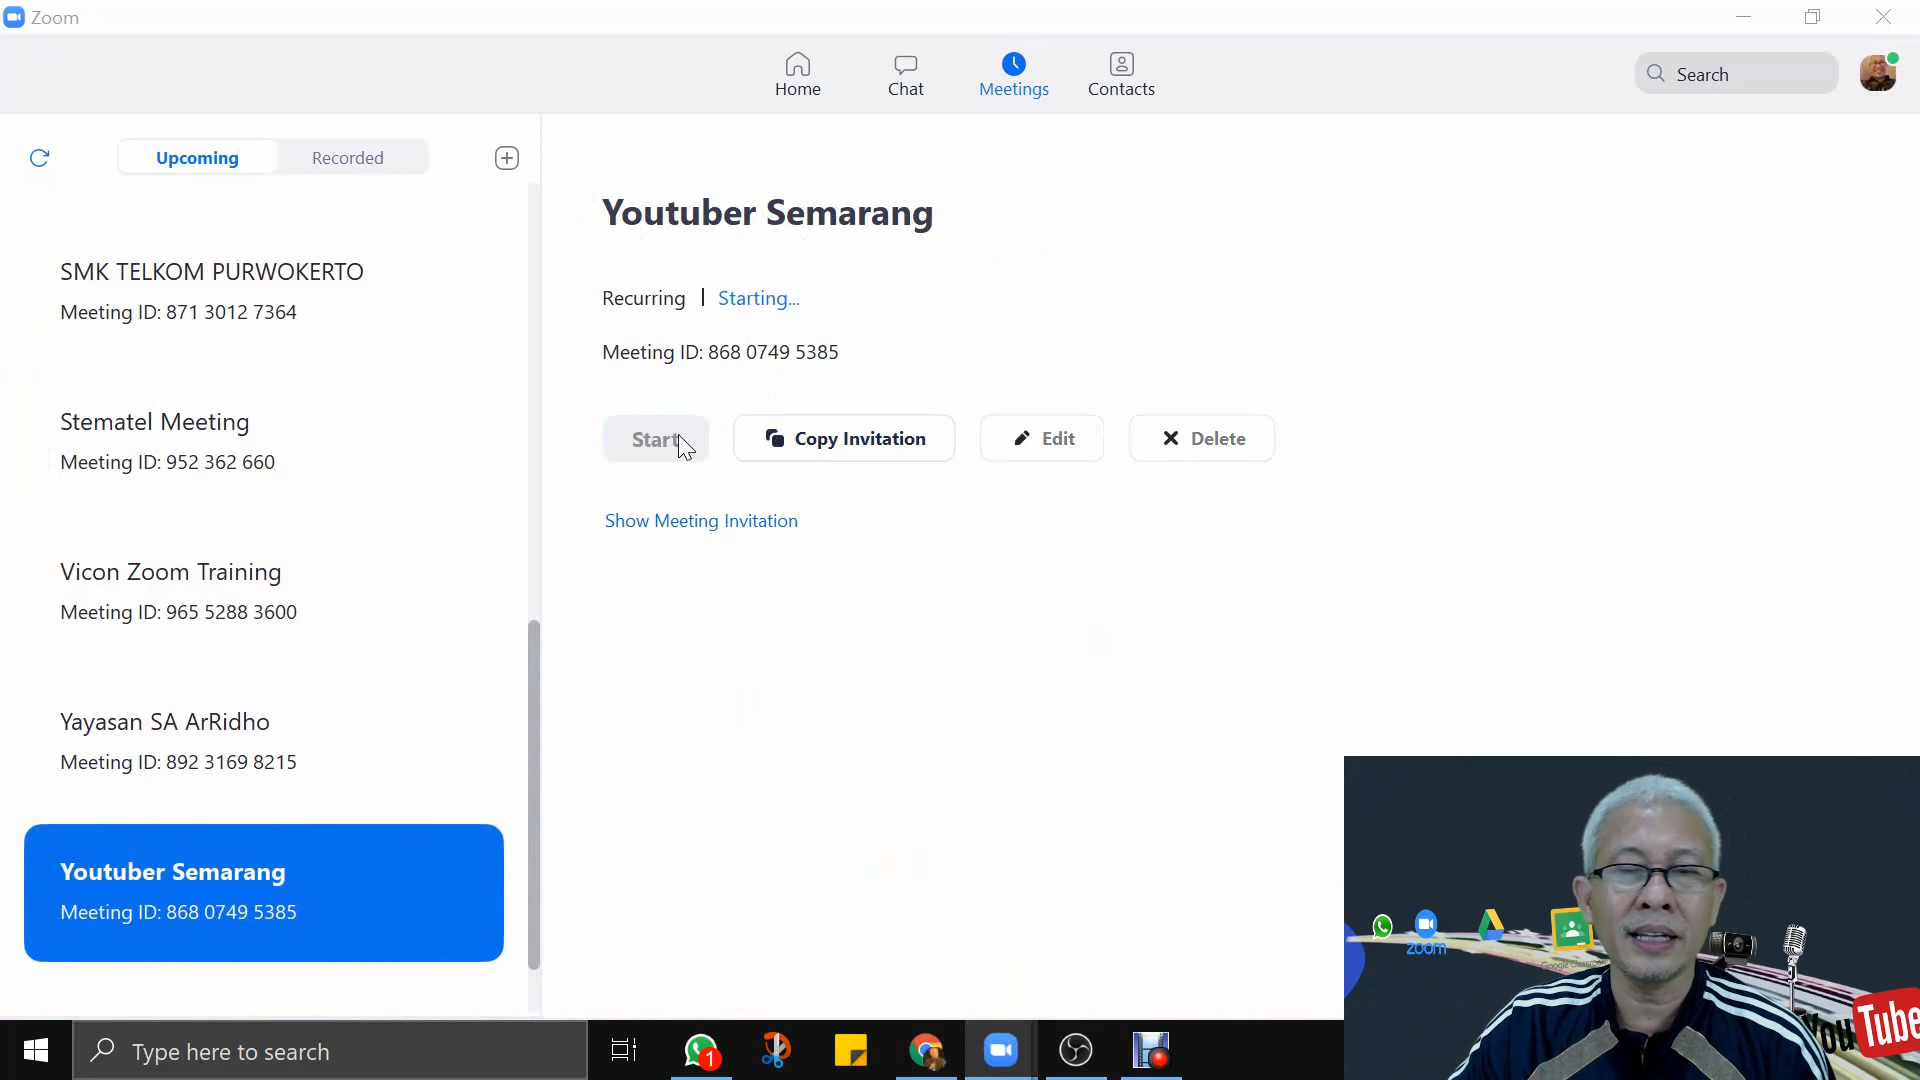 Zoom
Home
Chat
Meetings
Contacts
Search
Upcoming
Recorded
SMK TELKOM PURWOKERTO
Meeting ID: 871 3012 7364
Stematel Meeting
Meeting ID: 952 362 660
Vicon Zoom Training
Meeting ID: 965 5288 3600
Yayasan SA ArRidho
Meeting ID: 892 3169 8215
Youtuber Semarang
Meeting ID: 868 0749 5385
Youtuber Semarang
Recurring | Starting...
Meeting ID: 868 0749 5385
Start
Copy Invitation
Edit
Delete
Show Meeting Invitation
zoom
Google Classroom
YouTube
Type here to search
1